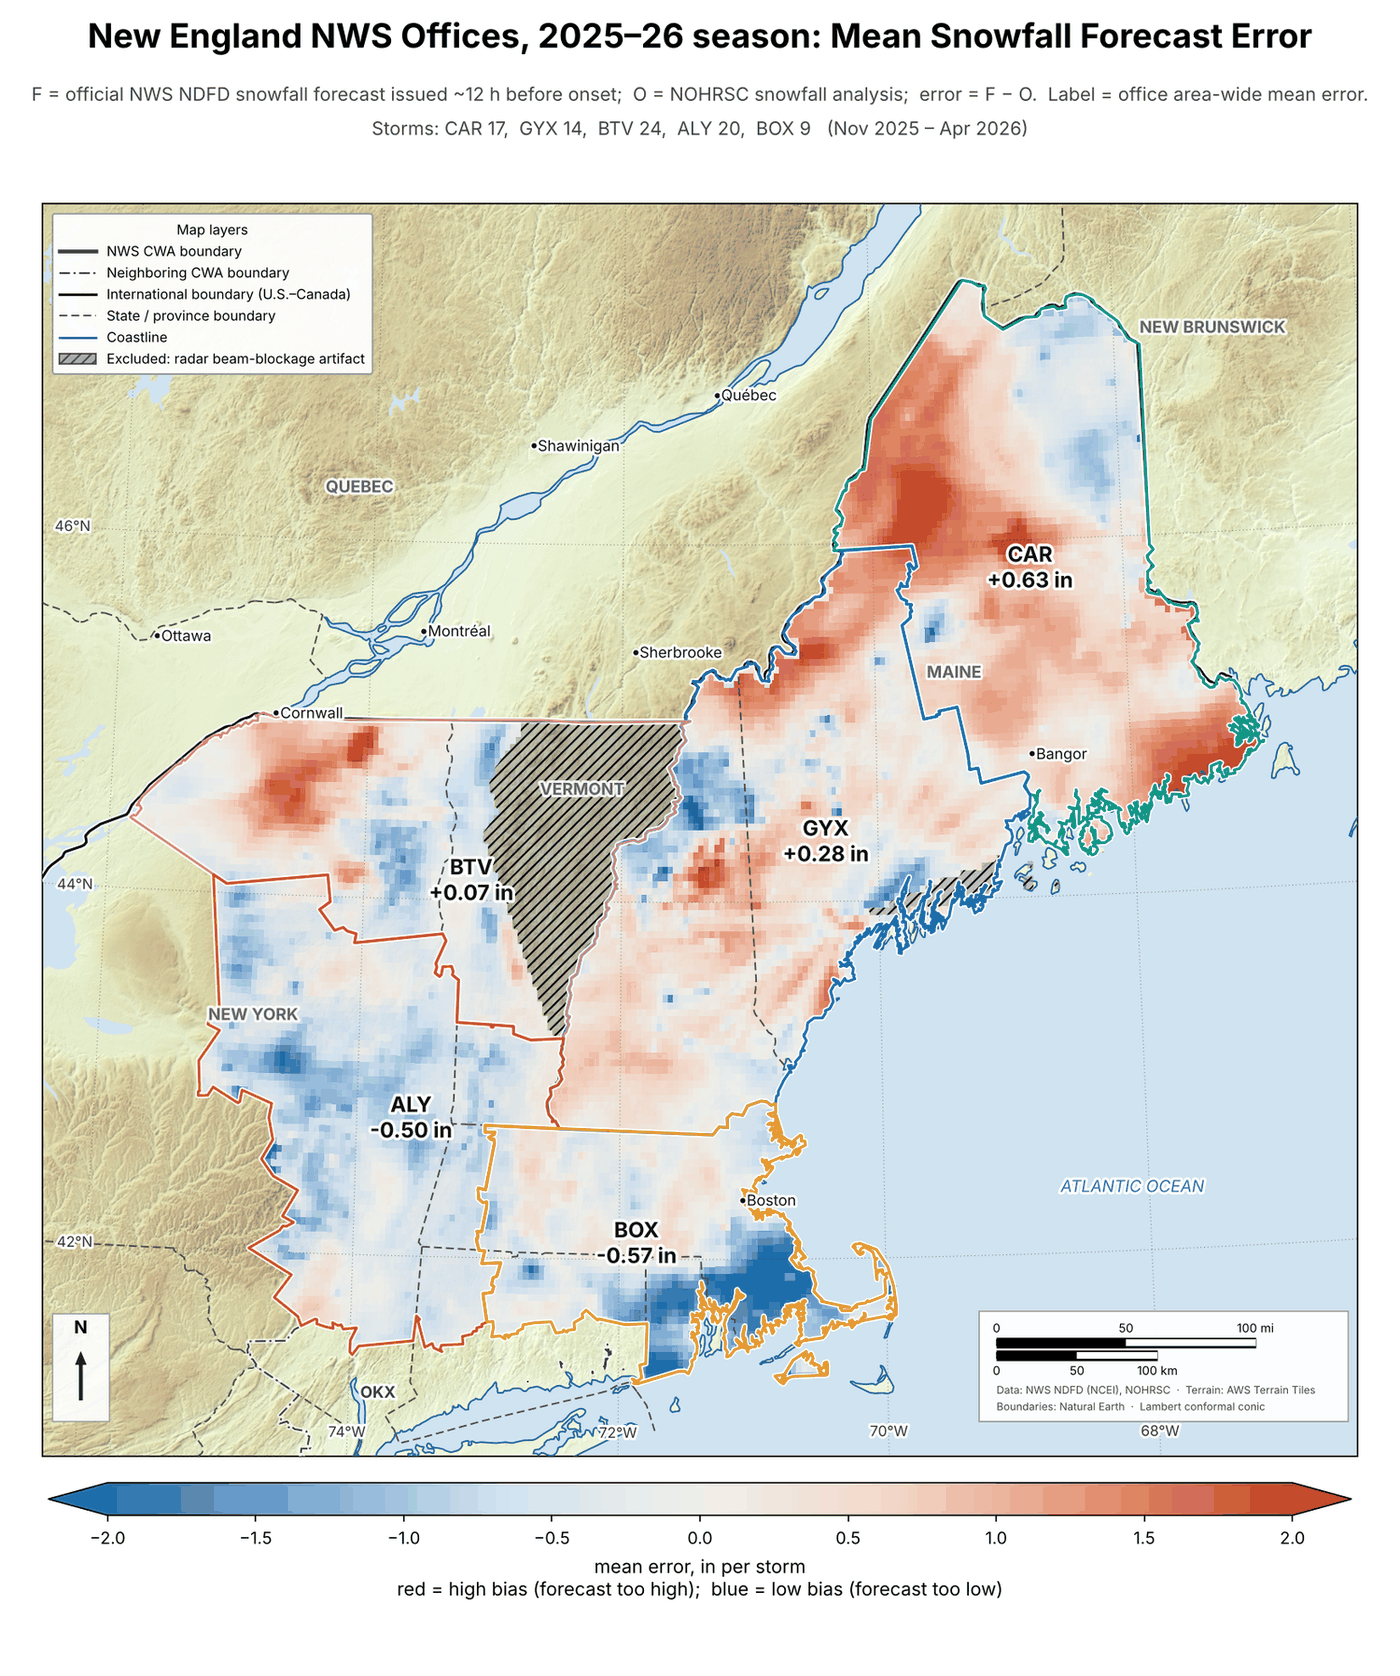 New England NWS Offices, 2025–26 season: Mean Snowfall Forecast Error
F = official NWS NDFD snowfall forecast issued ~12 h before onset;  O = NOHRSC snowfall analysis;  error = F − O.  Label = office area-wide mean error.
Storms: CAR 17,  GYX 14,  BTV 24,  ALY 20,  BOX 9   (Nov 2025 – Apr 2026)
Map layers
NWS CWA boundary
Neighboring CWA boundary
International boundary (U.S.–Canada)
State / province boundary
Coastline
Excluded: radar beam-blockage artifact
NEW BRUNSWICK
Québec
Shawinigan
QUEBEC
46°N
CAR
+0.63 in
Ottawa
Montréal
Sherbrooke
MAINE
Cornwall
Bangor
VERMONT
GYX
+0.28 in
BTV
+0.07 in
44°N
NEW YORK
ALY
-0.50 in
ATLANTIC OCEAN
Boston
BOX
-0.57 in
42°N
N
OKX
74°W
72°W
70°W
68°W
0 50 100 mi
0 50 100 km
Data: NWS NDFD (NCEI), NOHRSC  ·  Terrain: AWS Terrain Tiles
Boundaries: Natural Earth  ·  Lambert conformal conic
−2.0 −1.5 −1.0 −0.5 0.0 0.5 1.0 1.5 2.0
mean error, in per storm
red = high bias (forecast too high);  blue = low bias (forecast too low)